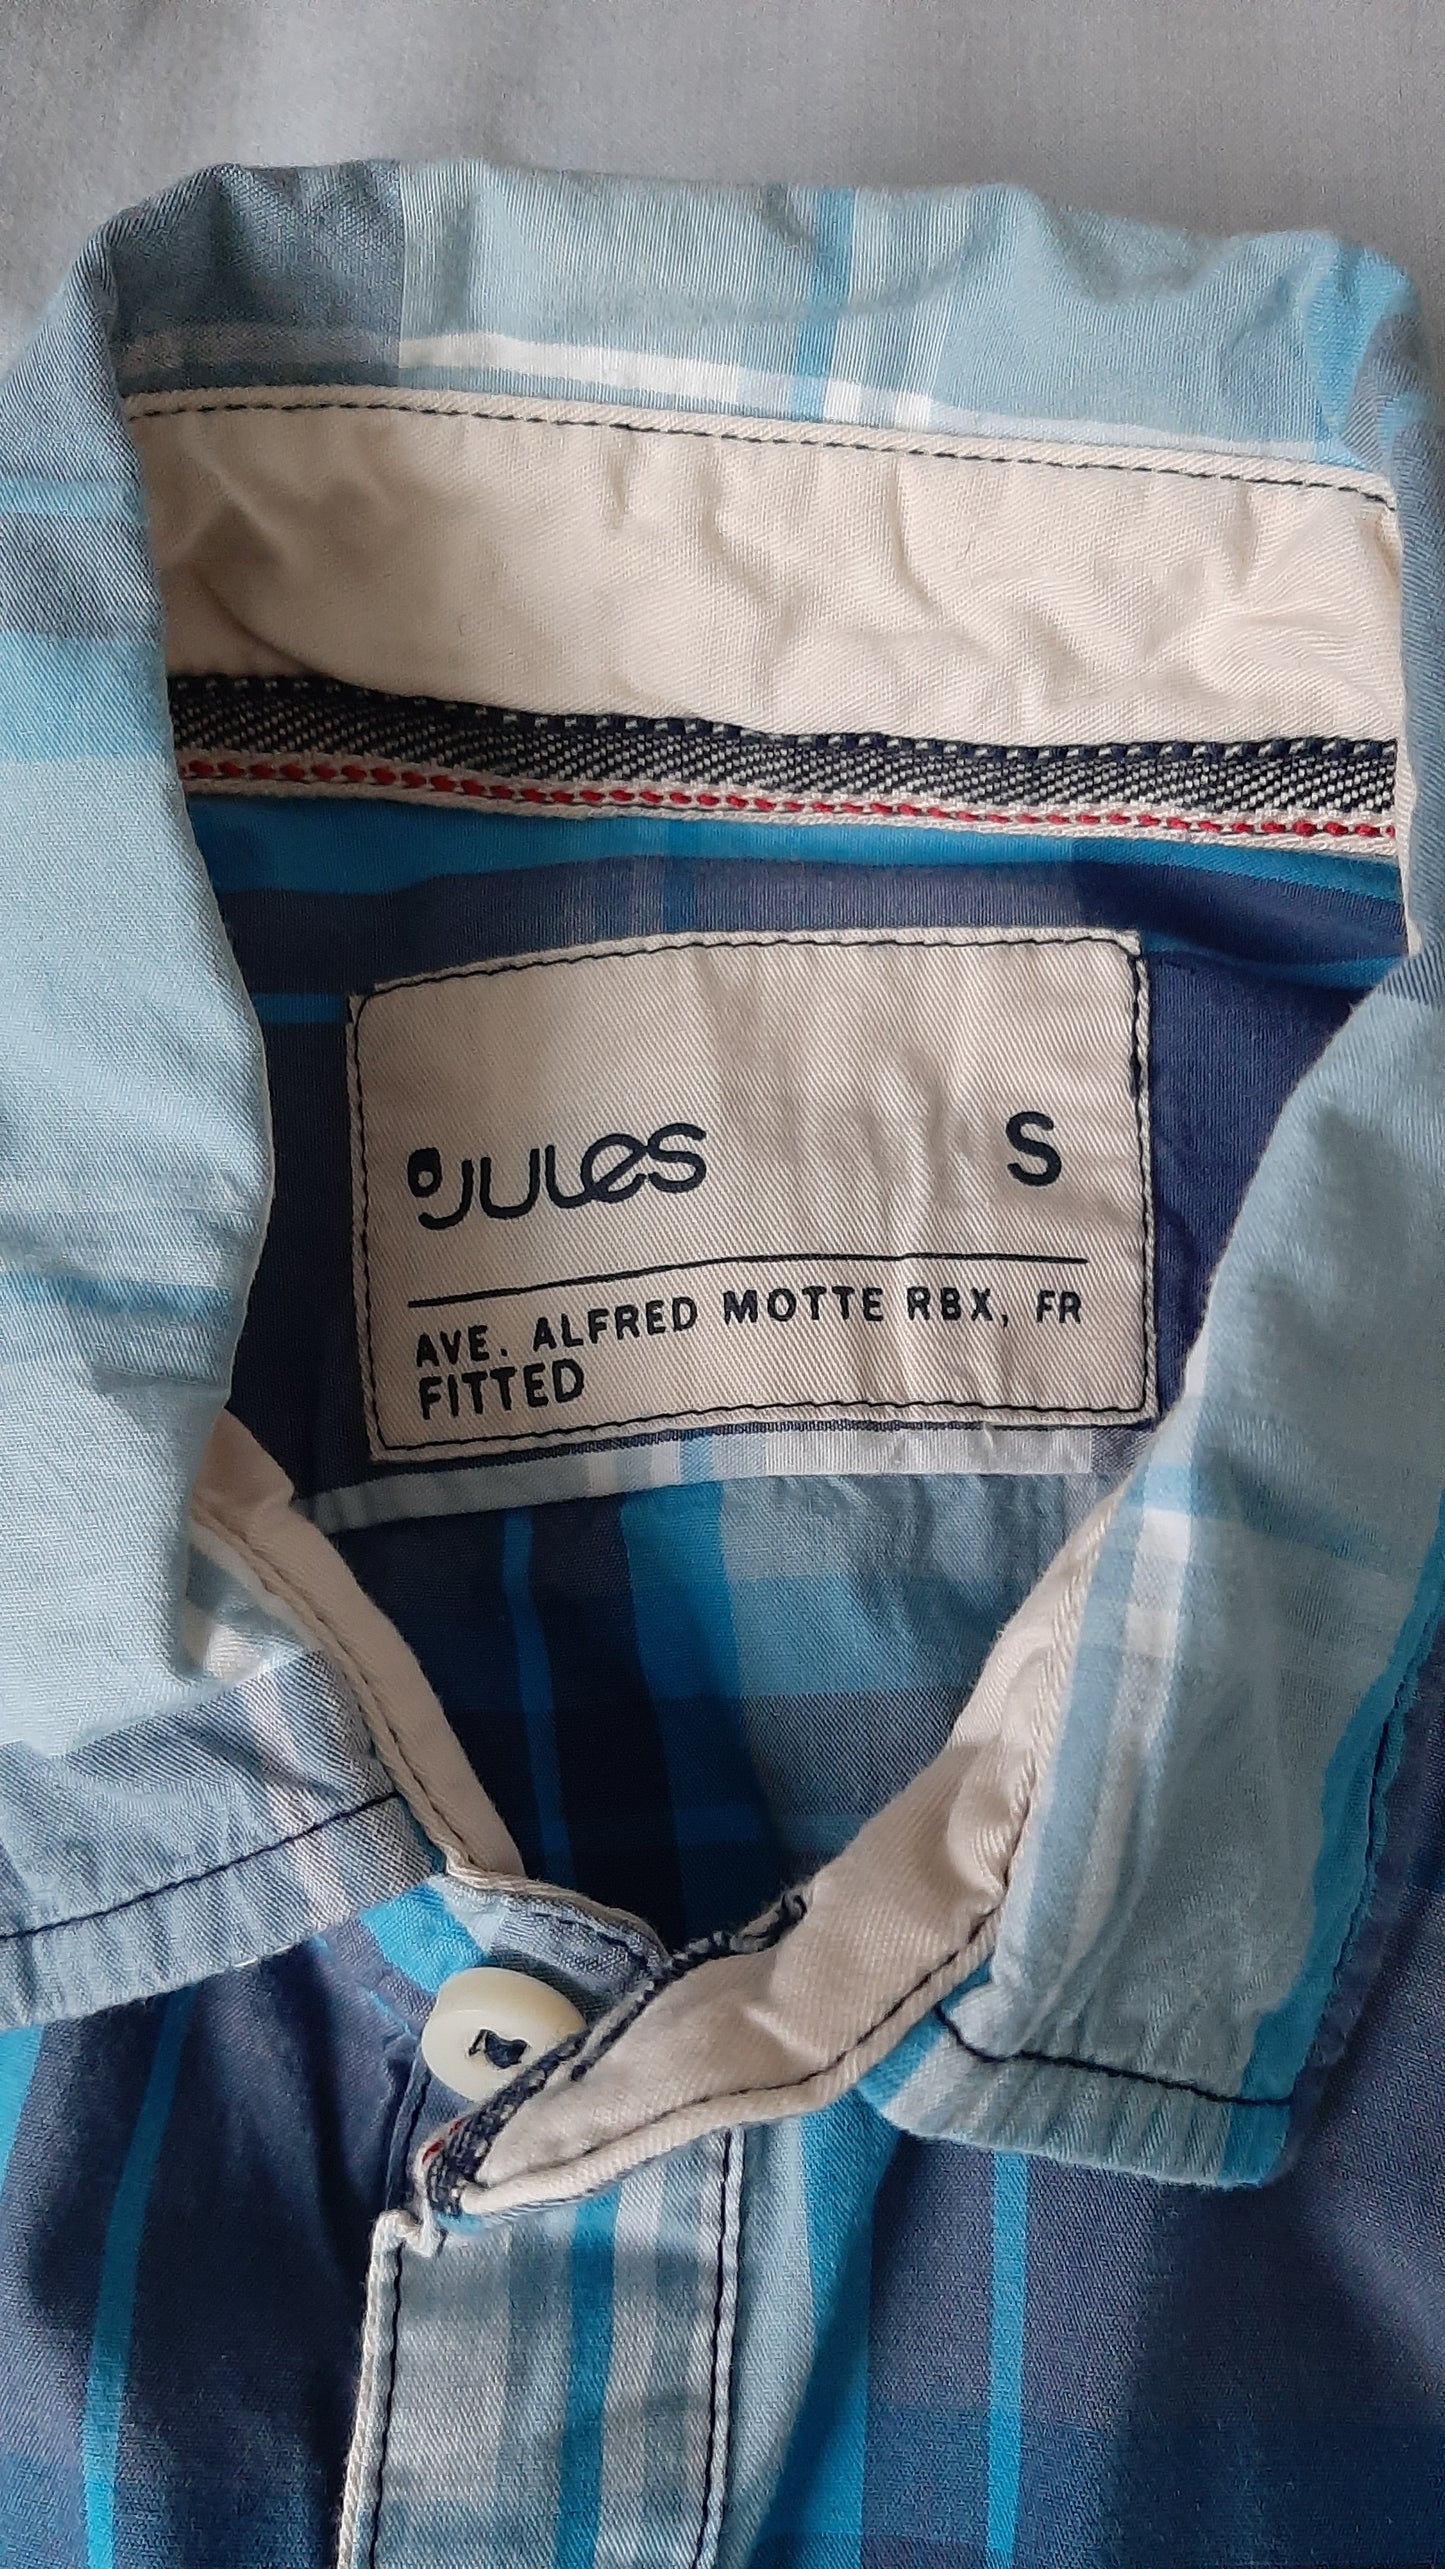 JULES S
AVE. ALFRED MOTTE RBX, FR
FITTED